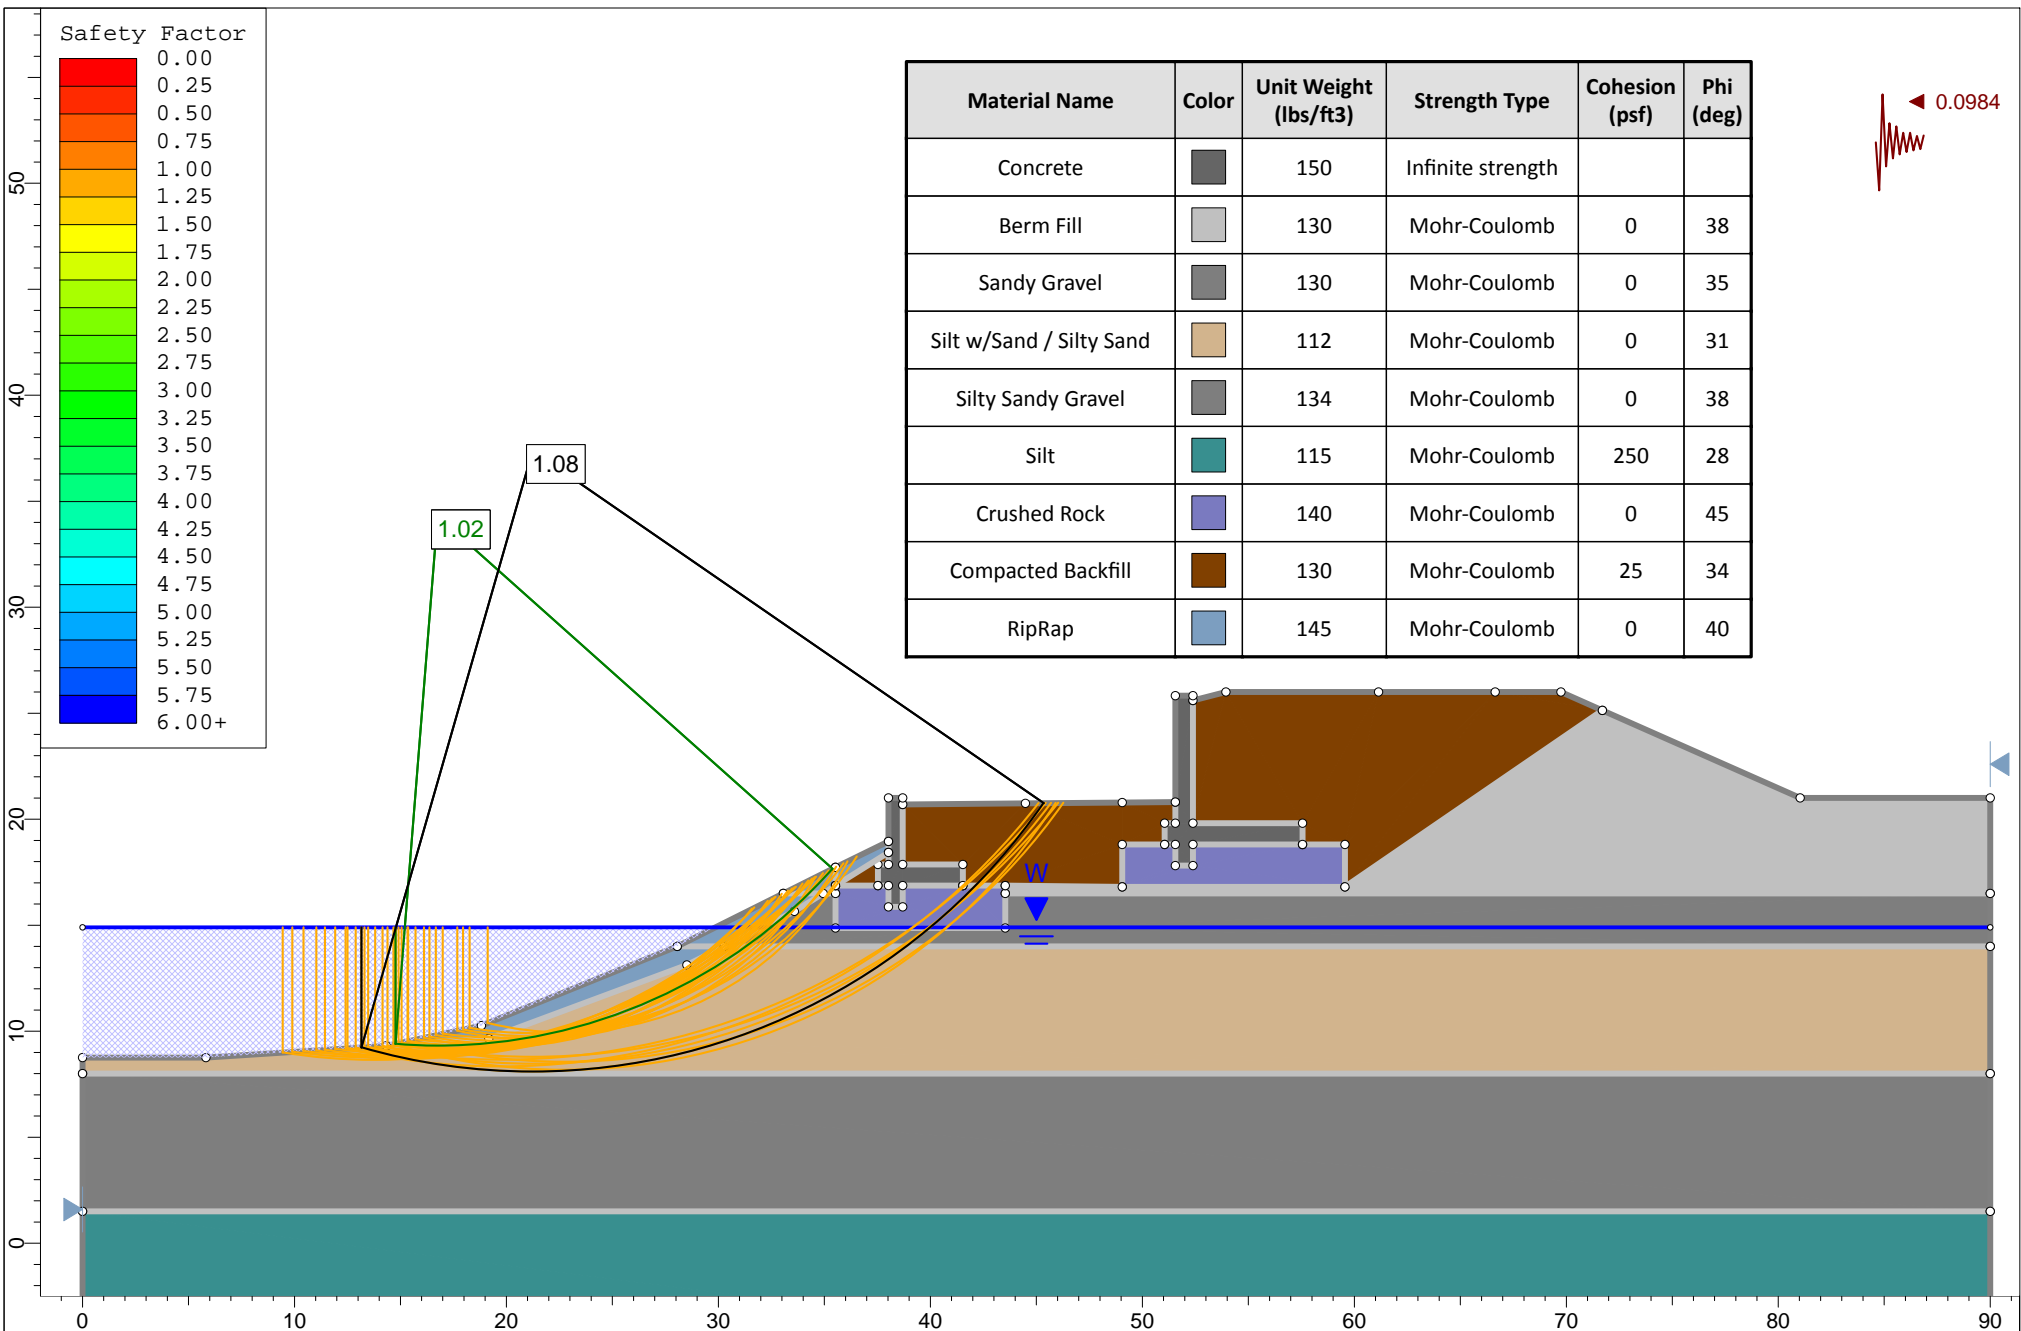 Safety Factor
0.00
0.25
0.50
0.75
1.00
1.25
1.50
1.75
2.00
2.25
2.50
2.75
3.00
3.25
3.50
3.75
4.00
4.25
4.50
4.75
5.00
5.25
5.50
5.75
6.00+
Material Name Color Unit Weight (lbs/ft3) Strength Type Cohesion (psf) Phi (deg)
Concrete 150 Infinite strength
Berm Fill 130 Mohr-Coulomb 0 38
Sandy Gravel 130 Mohr-Coulomb 0 35
Silt w/Sand / Silty Sand 112 Mohr-Coulomb 0 31
Silty Sandy Gravel 134 Mohr-Coulomb 0 38
Silt 115 Mohr-Coulomb 250 28
Crushed Rock 140 Mohr-Coulomb 0 45
Compacted Backfill 130 Mohr-Coulomb 25 34
RipRap 145 Mohr-Coulomb 0 40
0.0984
1.08
1.02
W
50
40
30
20
10
0
0 10 20 30 40 50 60 70 80 90